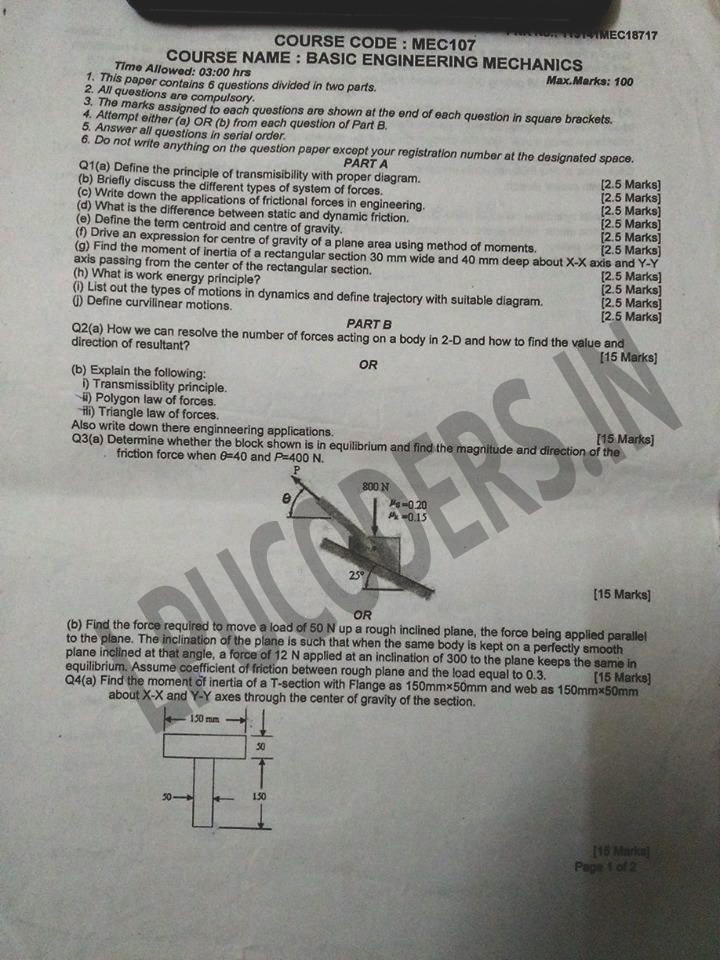 PRN No.: 113141MEC18717
COURSE CODE : MEC107
COURSE NAME : BASIC ENGINEERING MECHANICS
Time Allowed: 03:00 hrs Max.Marks: 100
1. This paper contains 6 questions divided in two parts.
2. All questions are compulsory.
3. The marks assigned to each questions are shown at the end of each question in square brackets.
4. Attempt either (a) OR (b) from each question of Part B.
5. Answer all questions in serial order.
6. Do not write anything on the question paper except your registration number at the designated space.
PART A
Q1(a) Define the principle of transmisibility with proper diagram. [2.5 Marks]
(b) Briefly discuss the different types of system of forces. [2.5 Marks]
(c) Write down the applications of frictional forces in engineering. [2.5 Marks]
(d) What is the difference between static and dynamic friction. [2.5 Marks]
(e) Define the term centroid and centre of gravity. [2.5 Marks]
(f) Drive an expression for centre of gravity of a plane area using method of moments. [2.5 Marks]
(g) Find the moment of inertia of a rectangular section 30 mm wide and 40 mm deep about X-X axis and Y-Y
axis passing from the center of the rectangular section. [2.5 Marks]
(h) What is work energy principle? [2.5 Marks]
(i) List out the types of motions in dynamics and define trajectory with suitable diagram. [2.5 Marks]
(j) Define curvilinear motions. [2.5 Marks]
PART B
Q2(a) How we can resolve the number of forces acting on a body in 2-D and how to find the value and
direction of resultant? [15 Marks]
OR
(b) Explain the following:
i) Transmissiblity principle.
ii) Polygon law of forces.
iii) Triangle law of forces.
Also write down there enginneering applications. [15 Marks]
Q3(a) Determine whether the block shown is in equilibrium and find the magnitude and direction of the
friction force when θ=40 and P=400 N.
P
800 N
θ
μs=0.20
μk=0.15
25°
[15 Marks]
OR
(b) Find the force required to move a load of 50 N up a rough inclined plane, the force being applied parallel
to the plane. The inclination of the plane is such that when the same body is kept on a perfectly smooth
plane inclined at that angle, a force of 12 N applied at an inclination of 300 to the plane keeps the same in
equilibrium. Assume coefficient of friction between rough plane and the load equal to 0.3. [15 Marks]
Q4(a) Find the moment of inertia of a T-section with Flange as 150mm×50mm and web as 150mm×50mm
about X-X and Y-Y axes through the center of gravity of the section.
150 mm
50
50
150
[15 Marks]
Page 1 of 2
LPUCODERS.IN